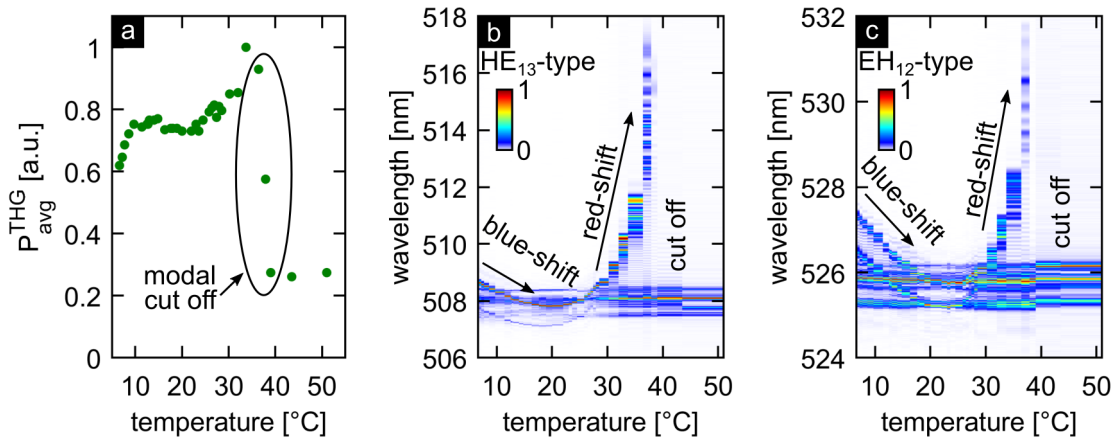 a
1
0.8
0.6
0.4
0.2
0
P_avg^THG [a.u.]
modal
cut off
10 20 30 40 50
temperature [°C]
b
518
516
514
512
510
508
506
wavelength [nm]
HE13-type
1
0
blue-shift
red-shift
cut off
10 20 30 40 50
temperature [°C]
c
532
530
528
526
524
wavelength [nm]
EH12-type
1
0
blue-shift
red-shift
cut off
10 20 30 40 50
temperature [°C]